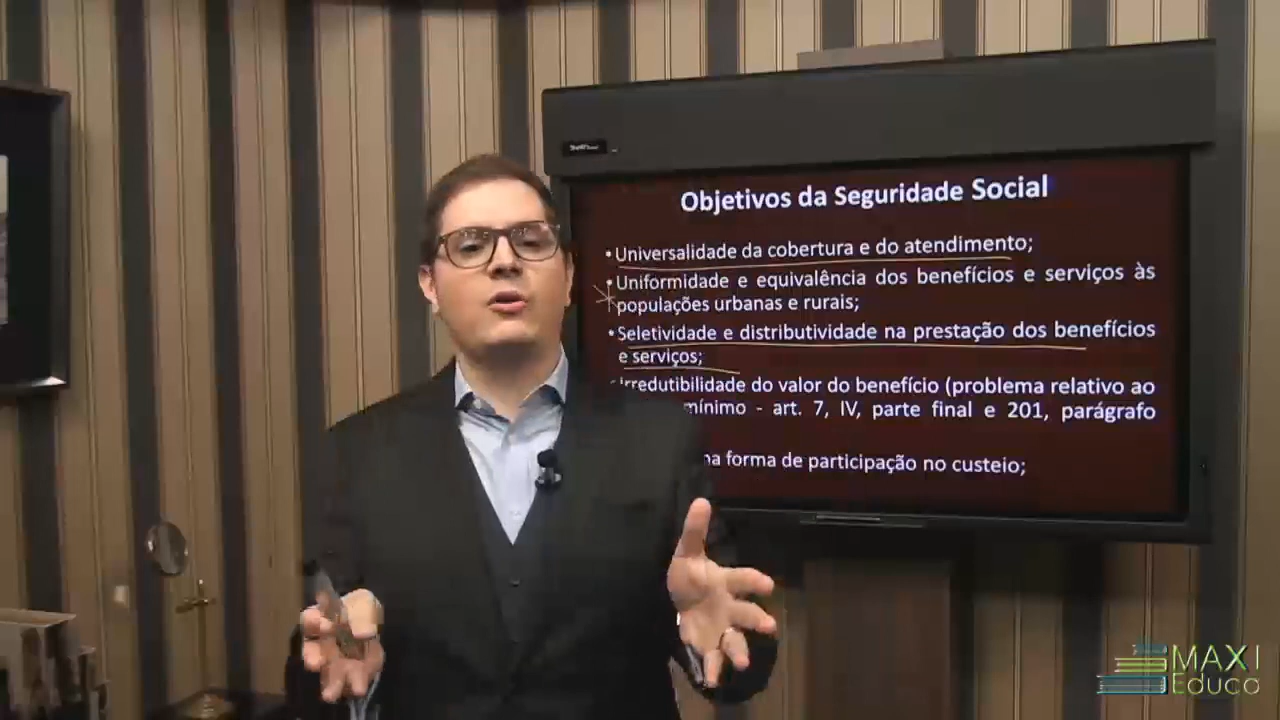 Objetivos da Seguridade Social
•Universalidade da cobertura e do atendimento;
•Uniformidade e equivalência dos benefícios e serviços às
populações urbanas e rurais;
•Seletividade e distributividade na prestação dos benefícios
e serviços;
Irredutibilidade do valor do benefício (problema relativo ao
mínimo - art. 7, IV, parte final e 201, parágrafo
na forma de participação no custeio;
MAXI
Educo